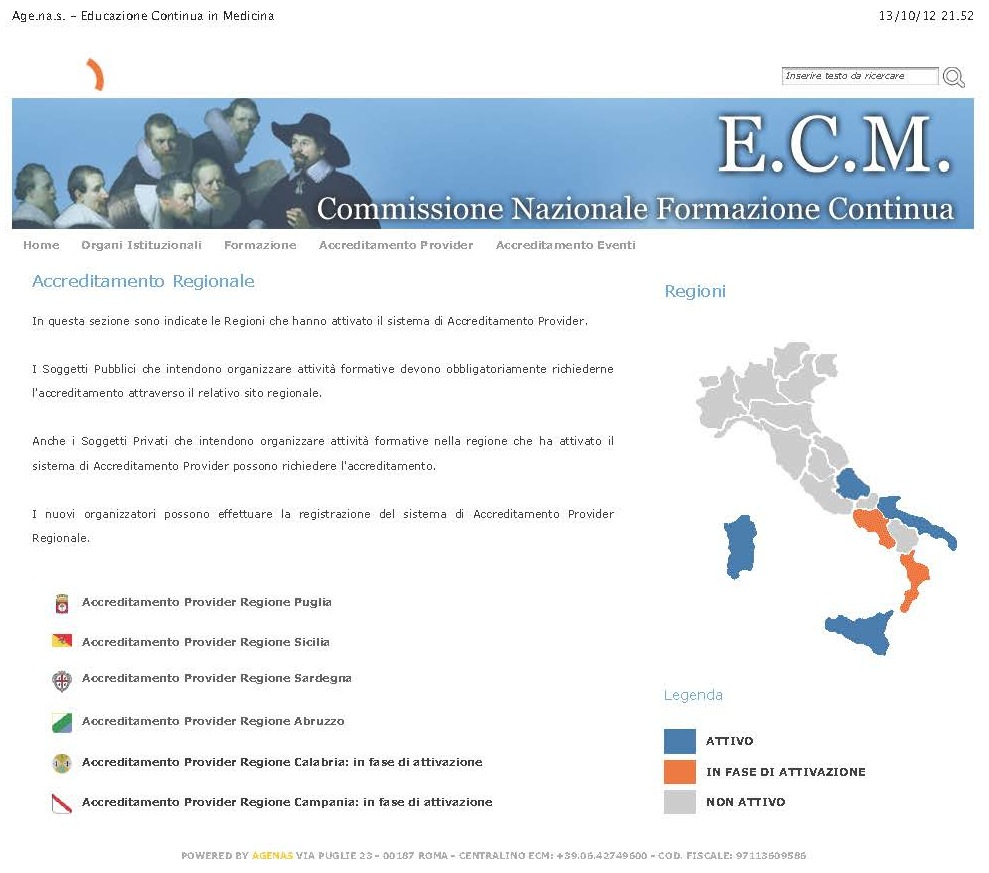 Age.na.s. - Educazione Continua in Medicina
13/10/12 21.52
Inserire testo da ricercare
E.C.M.
Commissione Nazionale Formazione Continua
Home Organi Istituzionali Formazione Accreditamento Provider Accreditamento Eventi
Accreditamento Regionale
In questa sezione sono indicate le Regioni che hanno attivato il sistema di Accreditamento Provider.
I Soggetti Pubblici che intendono organizzare attività formative devono obbligatoriamente richiederne
l'accreditamento attraverso il relativo sito regionale.
Anche i Soggetti Privati che intendono organizzare attività formative nella regione che ha attivato il
sistema di Accreditamento Provider possono richiedere l'accreditamento.
I nuovi organizzatori possono effettuare la registrazione del sistema di Accreditamento Provider
Regionale.
Accreditamento Provider Regione Puglia
Accreditamento Provider Regione Sicilia
Accreditamento Provider Regione Sardegna
Accreditamento Provider Regione Abruzzo
Accreditamento Provider Regione Calabria: in fase di attivazione
Accreditamento Provider Regione Campania: in fase di attivazione
Regioni
Legenda
ATTIVO
IN FASE DI ATTIVAZIONE
NON ATTIVO
POWERED BY AGENAS VIA PUGLIE 23 - 00187 ROMA - CENTRALINO ECM: +39.06.42749600 - COD. FISCALE: 97113609586